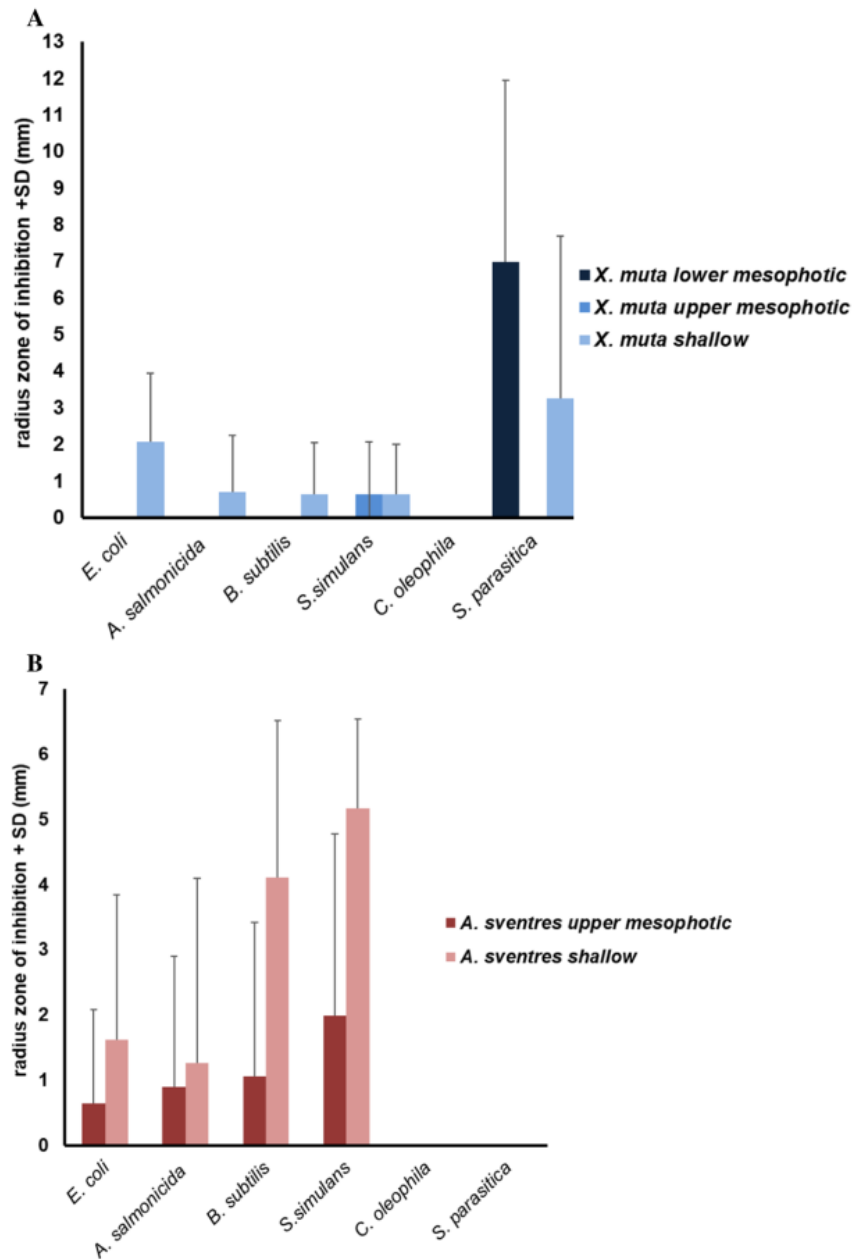 A
13
12
11
10
9
8
7
6
5
4
3
2
1
0
radius zone of inhibition +SD (mm)
E. coli
A. salmonicida
B. subtilis
S.simulans
C. oleophila
S. parasitica
X. muta lower mesophotic
X. muta upper mesophotic
X. muta shallow
B
7
6
5
4
3
2
1
0
radius zone of inhibition + SD (mm)
E. coli
A. salmonicida
B. subtilis
S.simulans
C. oleophila
S. parasitica
A. sventres upper mesophotic
A. sventres shallow